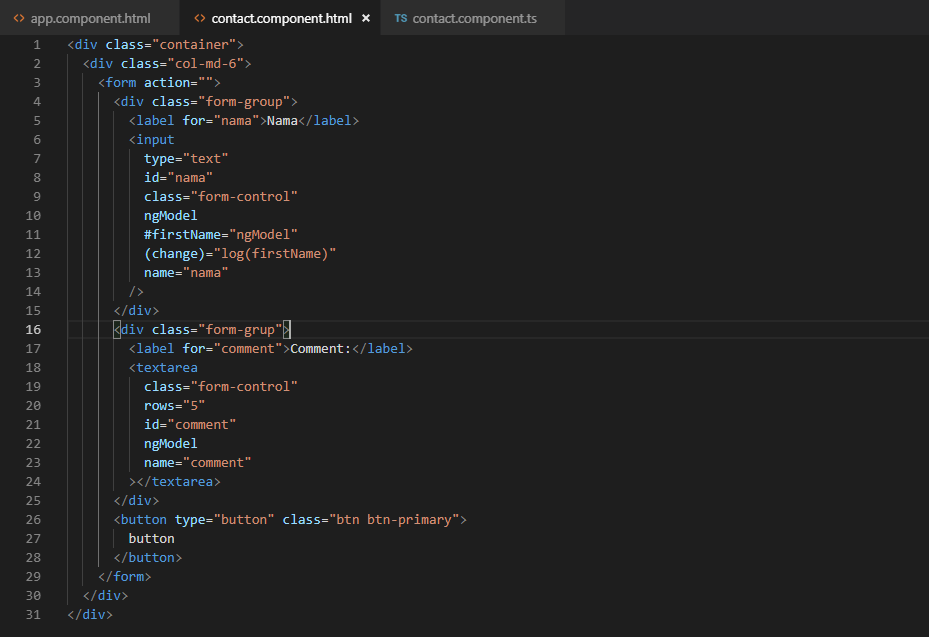 <> app.component.html <> contact.component.html × TS contact.component.ts
1 <div class="container">
2 <div class="col-md-6">
3 <form action="">
4 <div class="form-group">
5 <label for="nama">Nama</label>
6 <input
7 type="text"
8 id="nama"
9 class="form-control"
10 ngModel
11 #firstName="ngModel"
12 (change)="log(firstName)"
13 name="nama"
14 />
15 </div>
16 <div class="form-grup">
17 <label for="comment">Comment:</label>
18 <textarea
19 class="form-control"
20 rows="5"
21 id="comment"
22 ngModel
23 name="comment"
24 ></textarea>
25 </div>
26 <button type="button" class="btn btn-primary">
27 button
28 </button>
29 </form>
30 </div>
31 </div>